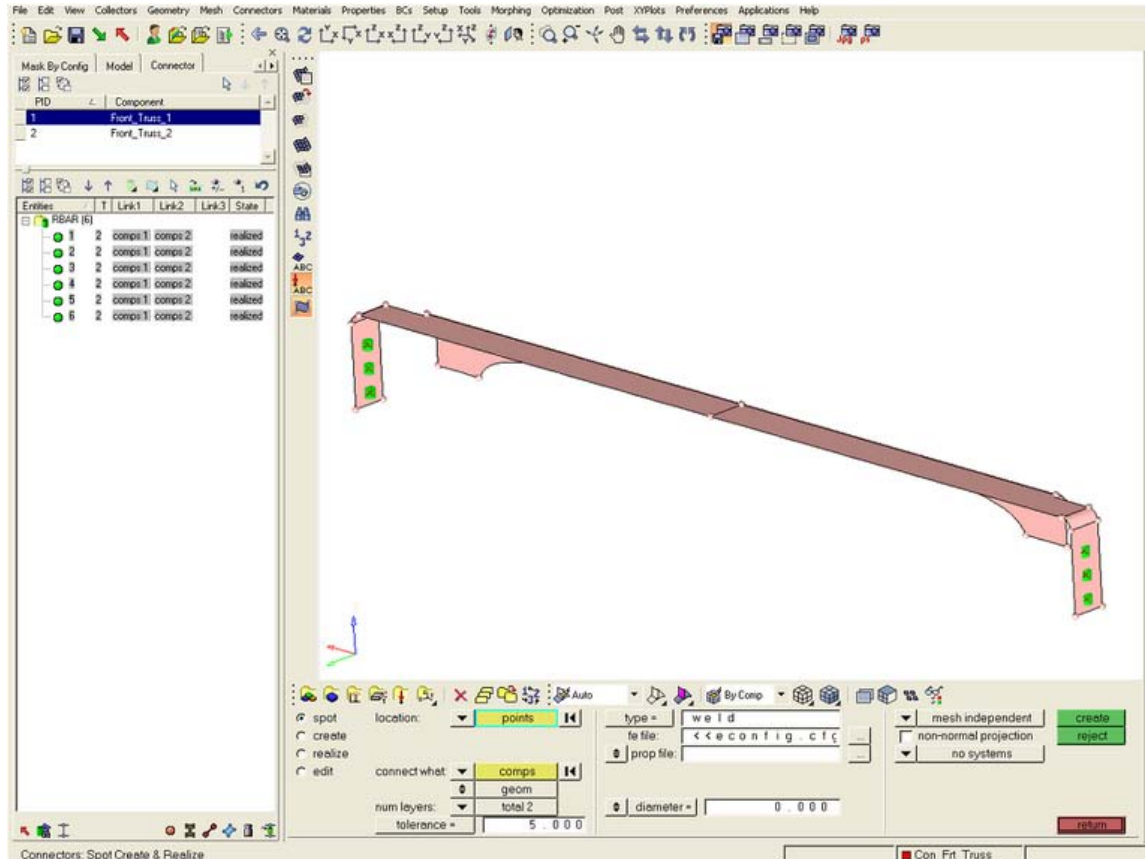 File Edit View Collectors Geometry Mesh Connectors Materials Properties BCs Setup Tools Morphing Optimization Post XYPlots Preferences Applications Help
Mask By Config Model Connector
PID Component
1 Front_Truss_1
2 Front_Truss_2
Entities T Link1 Link2 Link3 State
RBAR (6)
1 2 comps 1 comps 2 realized
2 2 comps 1 comps 2 realized
3 2 comps 1 comps 2 realized
4 2 comps 1 comps 2 realized
5 2 comps 1 comps 2 realized
6 2 comps 1 comps 2 realized
Auto By Comp
spot location: points type = weld mesh independent create
create fe file: <<econfig.cfg ... non-normal projection reject
realize prop file: ... no systems
edit connect what: comps
geom
num layers: total 2 diameter = 0.000
tolerance = 5.000 return
Connectors: Spot Create & Realize Con_Frt_Truss